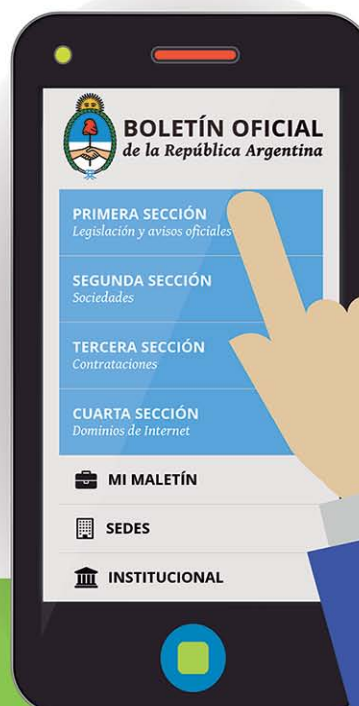 BOLETÍN OFICIAL
de la República Argentina
PRIMERA SECCIÓN
Legislación y avisos oficiales
SEGUNDA SECCIÓN
Sociedades
TERCERA SECCIÓN
Contrataciones
CUARTA SECCIÓN
Dominios de Internet
MI MALETÍN
SEDES
INSTITUCIONAL